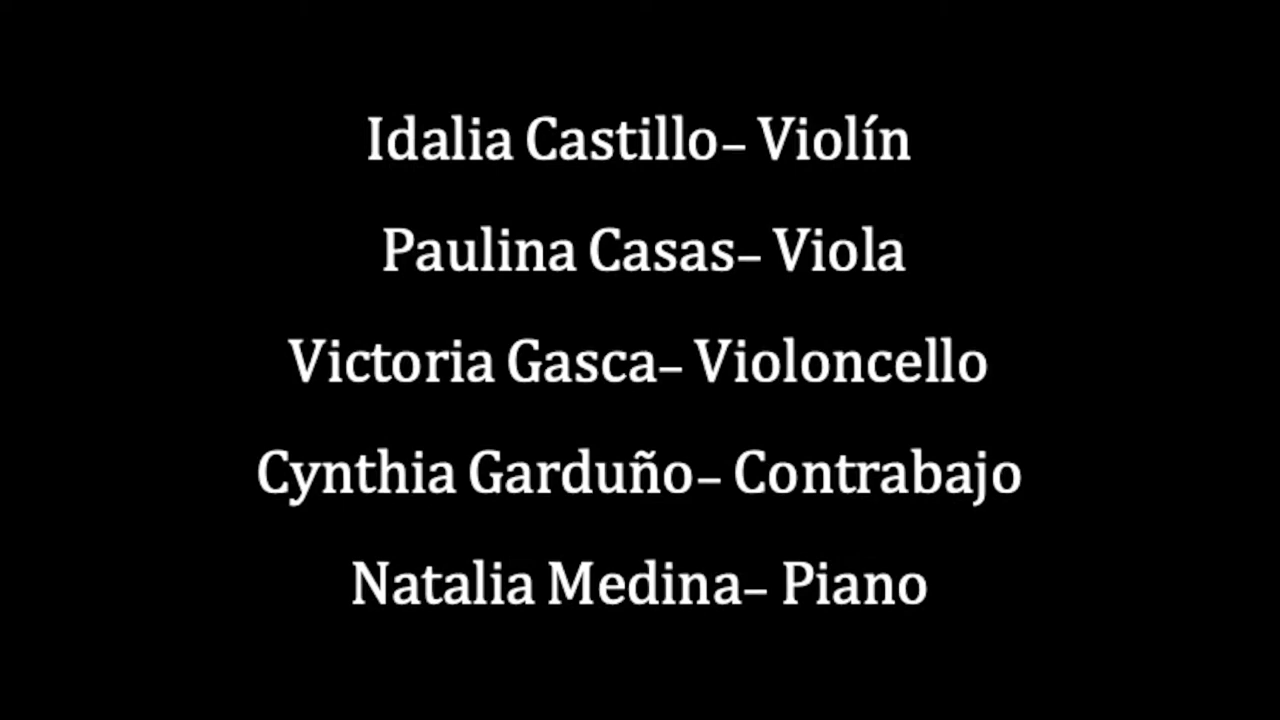 Idalia Castillo– Violín
Paulina Casas– Viola
Victoria Gasca– Violoncello
Cynthia Garduño– Contrabajo
Natalia Medina– Piano